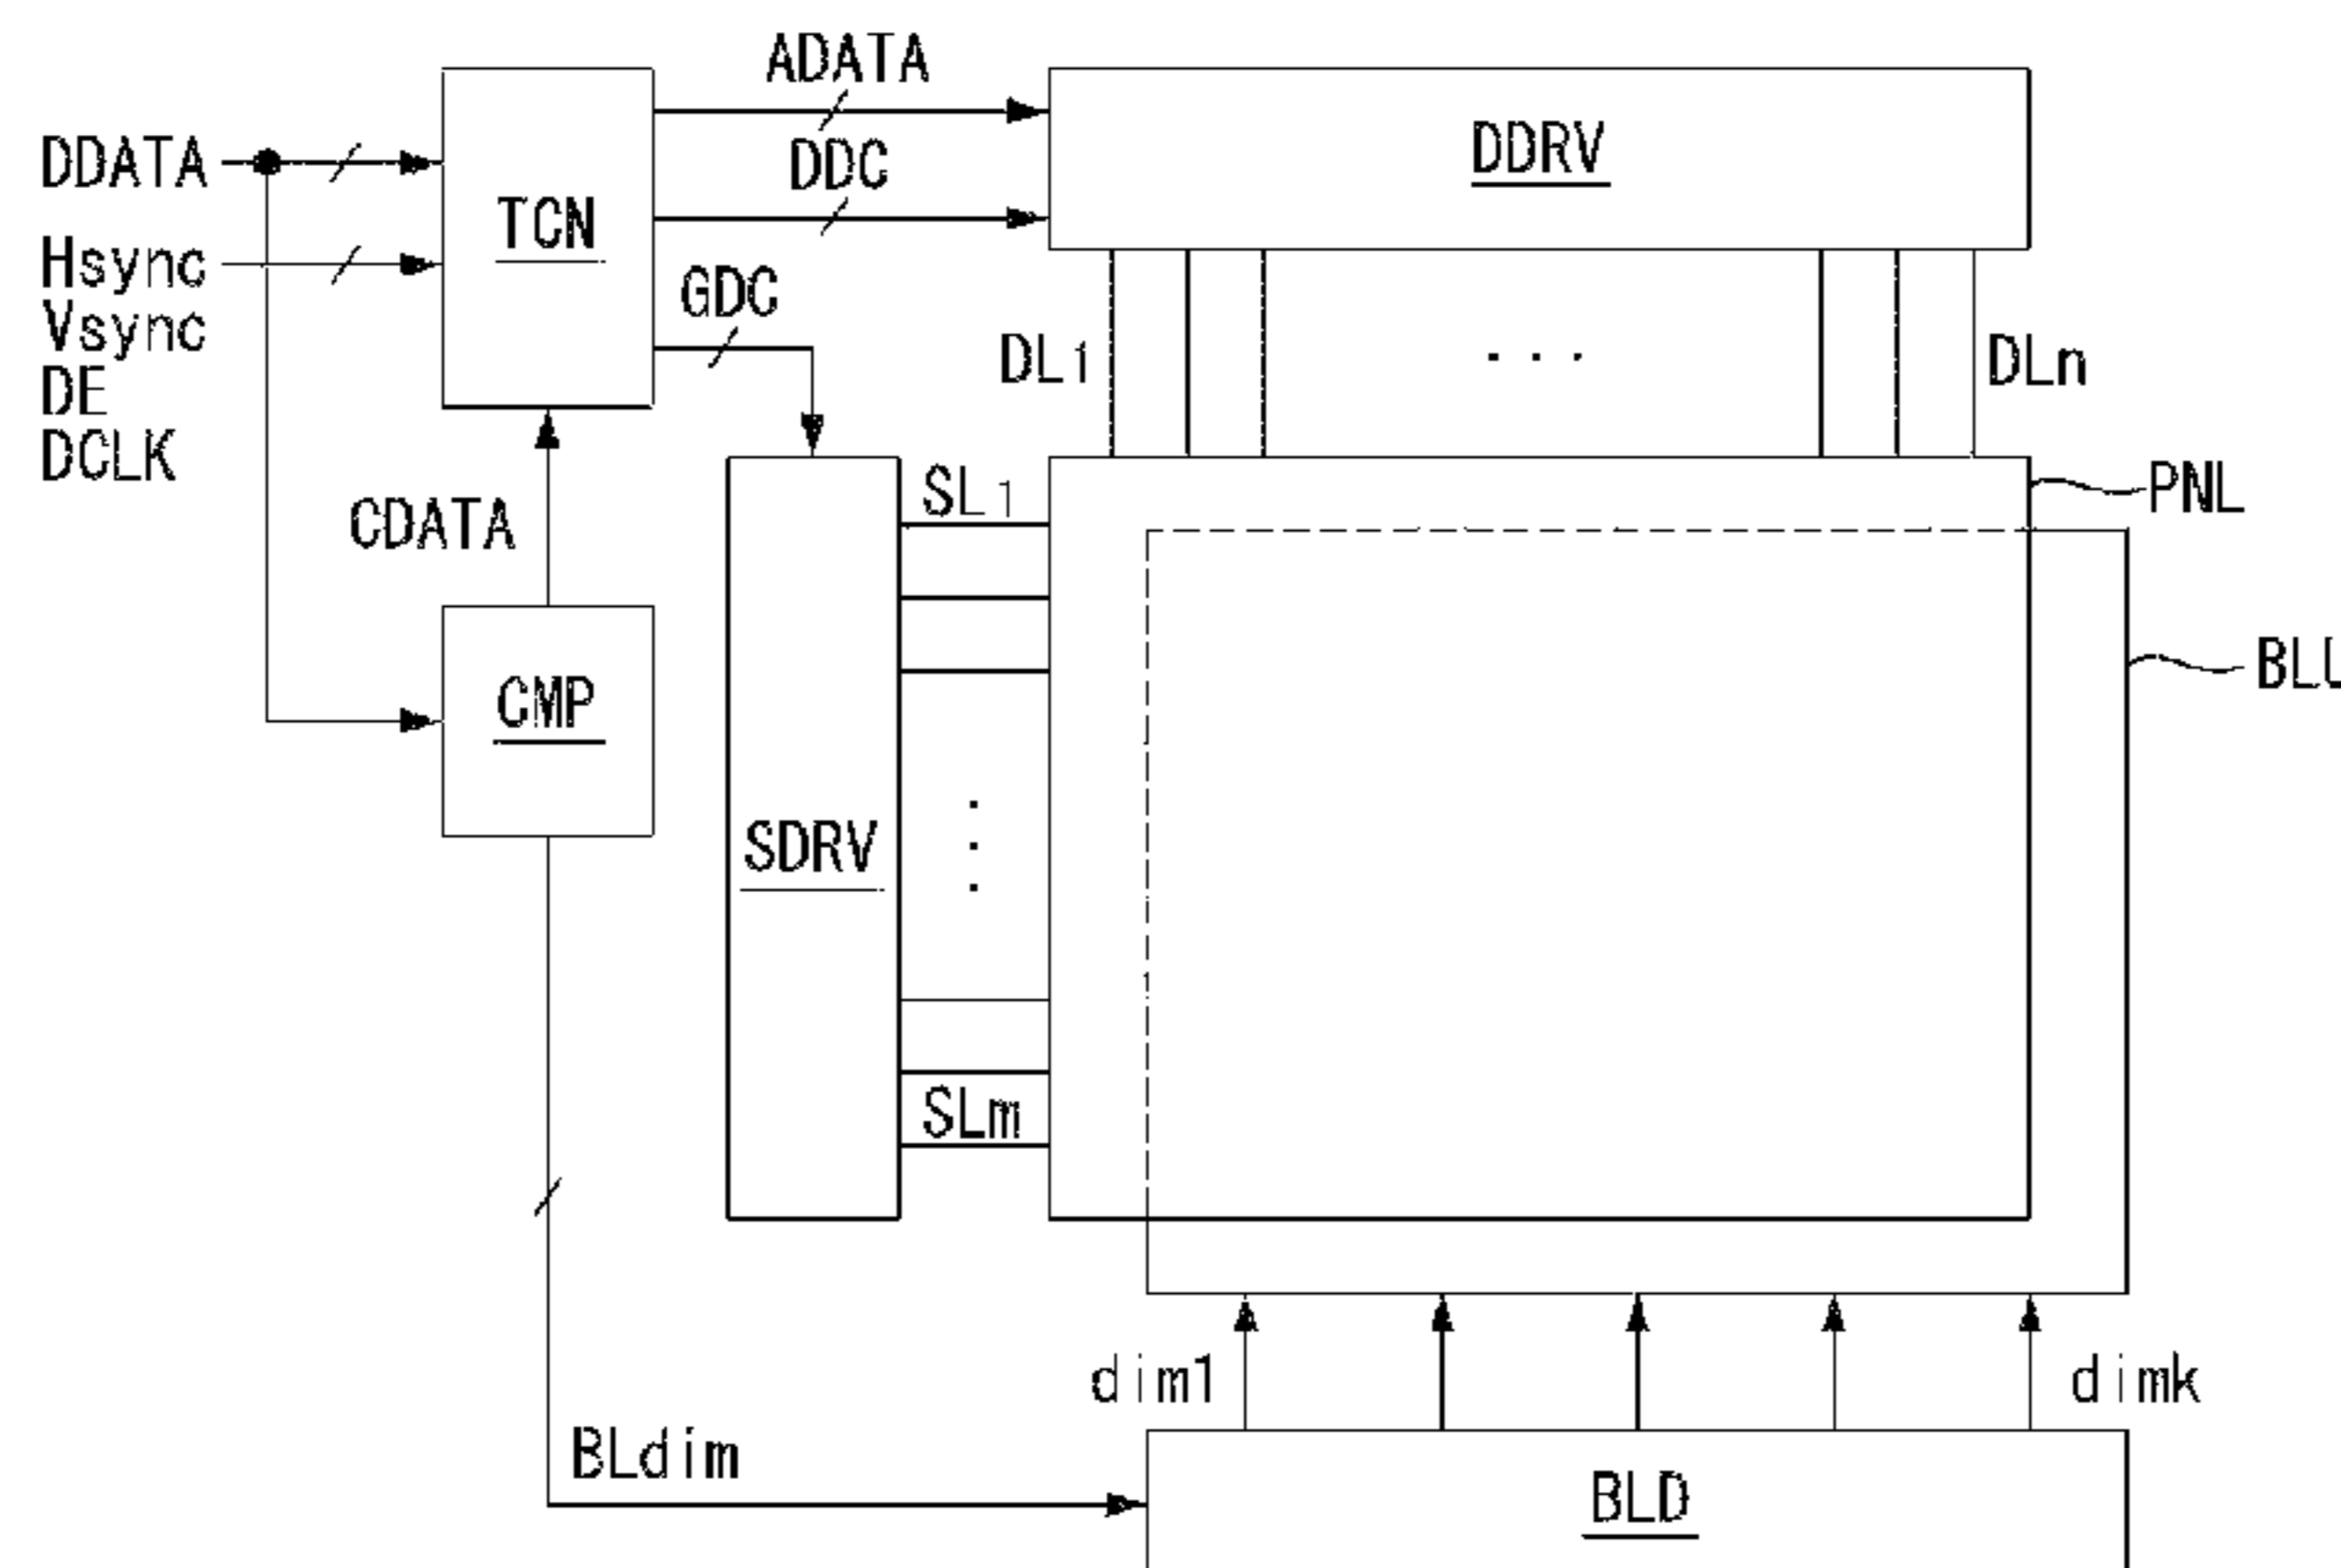 ADATA
DDATA
DDC
DDRV
TCN
Hsync
Vsync
DE
DCLK
GDC
DL1
. . .
DLn
CDATA
SL1
PNL
CMP
SDRV
SLm
dim1
dimk
BLdim
BLD